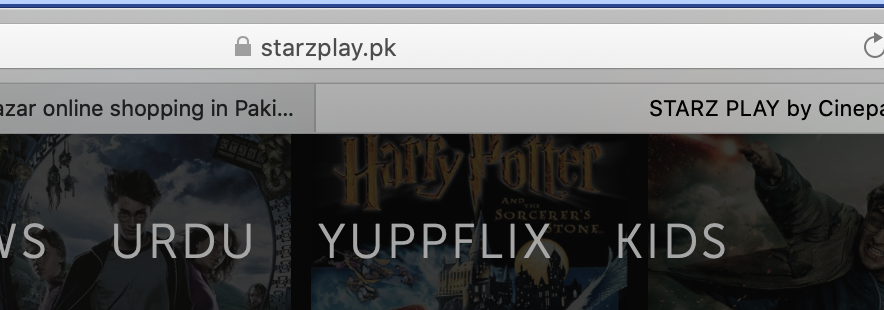 starzplay.pk
azar online shopping in Paki...
STARZ PLAY by Cinepa
Harry Potter
AND THE
SORCERER'S
STONE
WS URDU YUPPFLIX KIDS